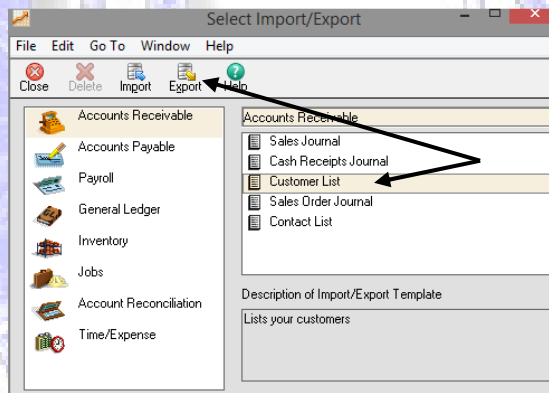 Select Import/Export
File Edit Go To Window Help
Close Delete Import Export Help
Accounts Receivable
Accounts Payable
Payroll
General Ledger
Inventory
Jobs
Account Reconciliation
Time/Expense
Accounts Receivable
Sales Journal
Cash Receipts Journal
Customer List
Sales Order Journal
Contact List
Description of Import/Export Template
Lists your customers